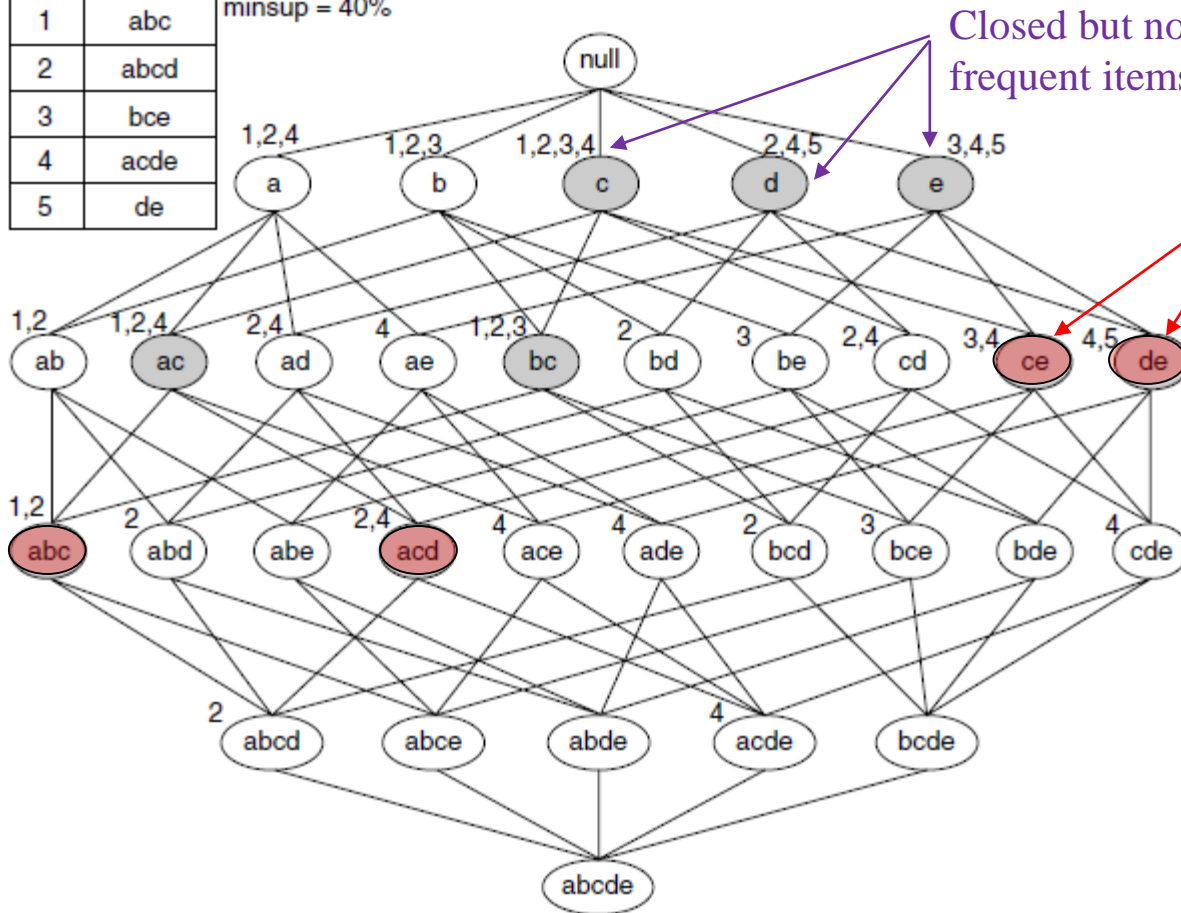 minsup = 40%
1 abc
2 abcd
3 bce
4 acde
5 de
Closed but
frequent
null
1,2,4 1,2,3 1,2,3,4 2,4,5 3,4,5
a b c d e
1,2 1,2,4 2,4 4 1,2,3 2 3 2,4 3,4 4,5
ab ac ad ae bc bd be cd ce de
1,2 2 2,4 4 4 2 3 4
abc abd abe acd ace ade bcd bce bde cde
2 4
abcd abce abde acde bcde
abcde